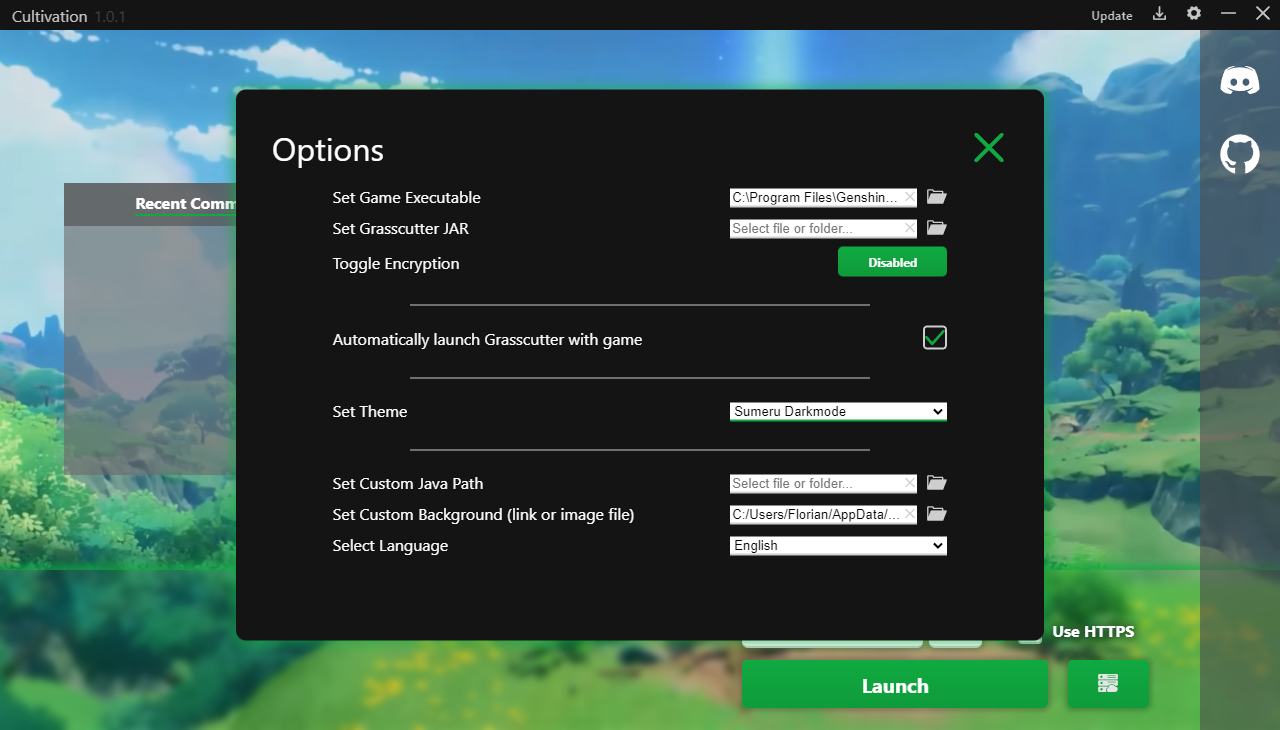 Cultivation 1.0.1
Update
Options
Recent Comm
Set Game Executable
C:\Program Files\Genshin...
Set Grasscutter JAR
Select file or folder...
Toggle Encryption
Disabled
Automatically launch Grasscutter with game
Set Theme
Sumeru Darkmode
Set Custom Java Path
Select file or folder...
Set Custom Background (link or image file)
C:/Users/Florian/AppData/...
Select Language
English
Use HTTPS
Launch